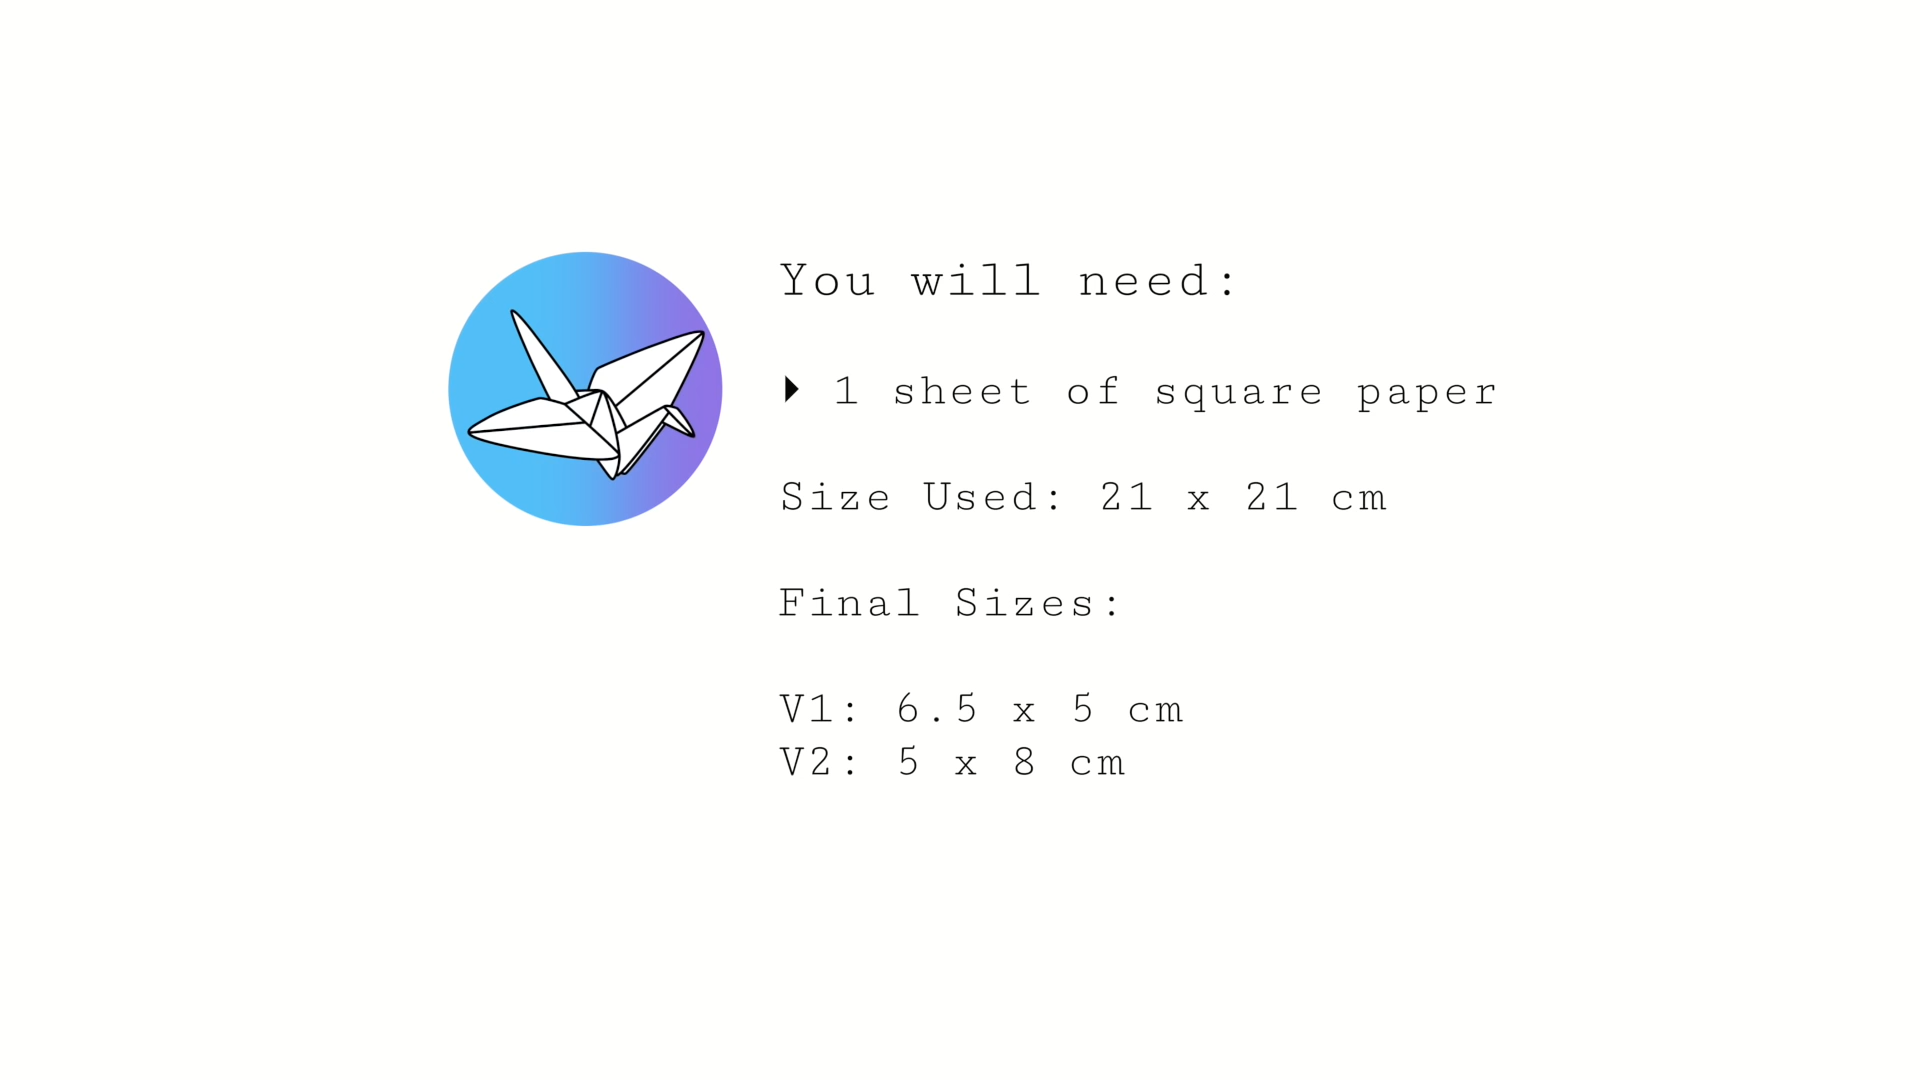 You will need:
▸ 1 sheet of square paper
Size Used: 21 x 21 cm
Final Sizes:
V1: 6.5 x 5 cm
V2: 5 x 8 cm